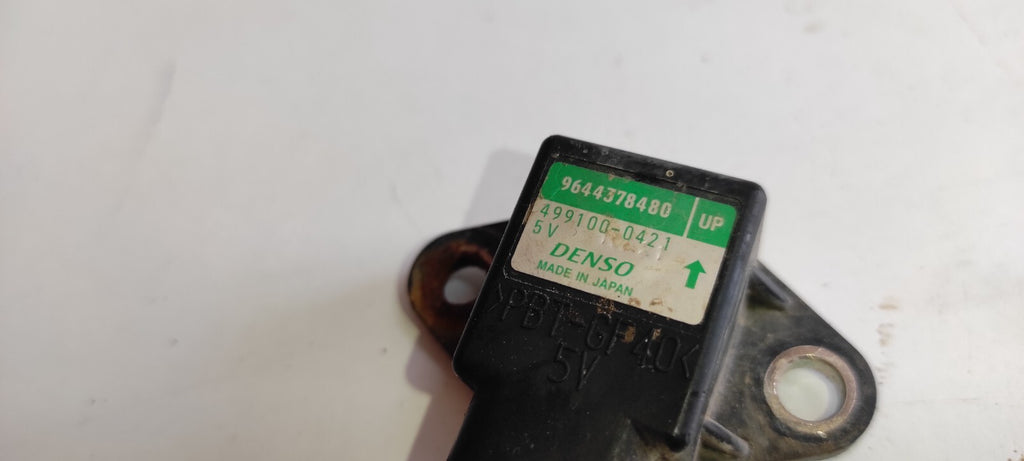 9644378480
UP
499100-0421
5V
DENSO
MADE IN JAPAN
>PBT-GF40<
5V